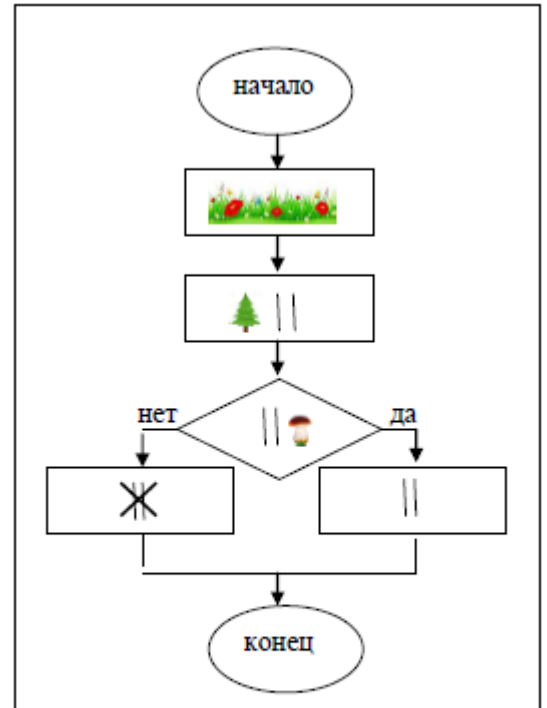 начало
нет
да
конец